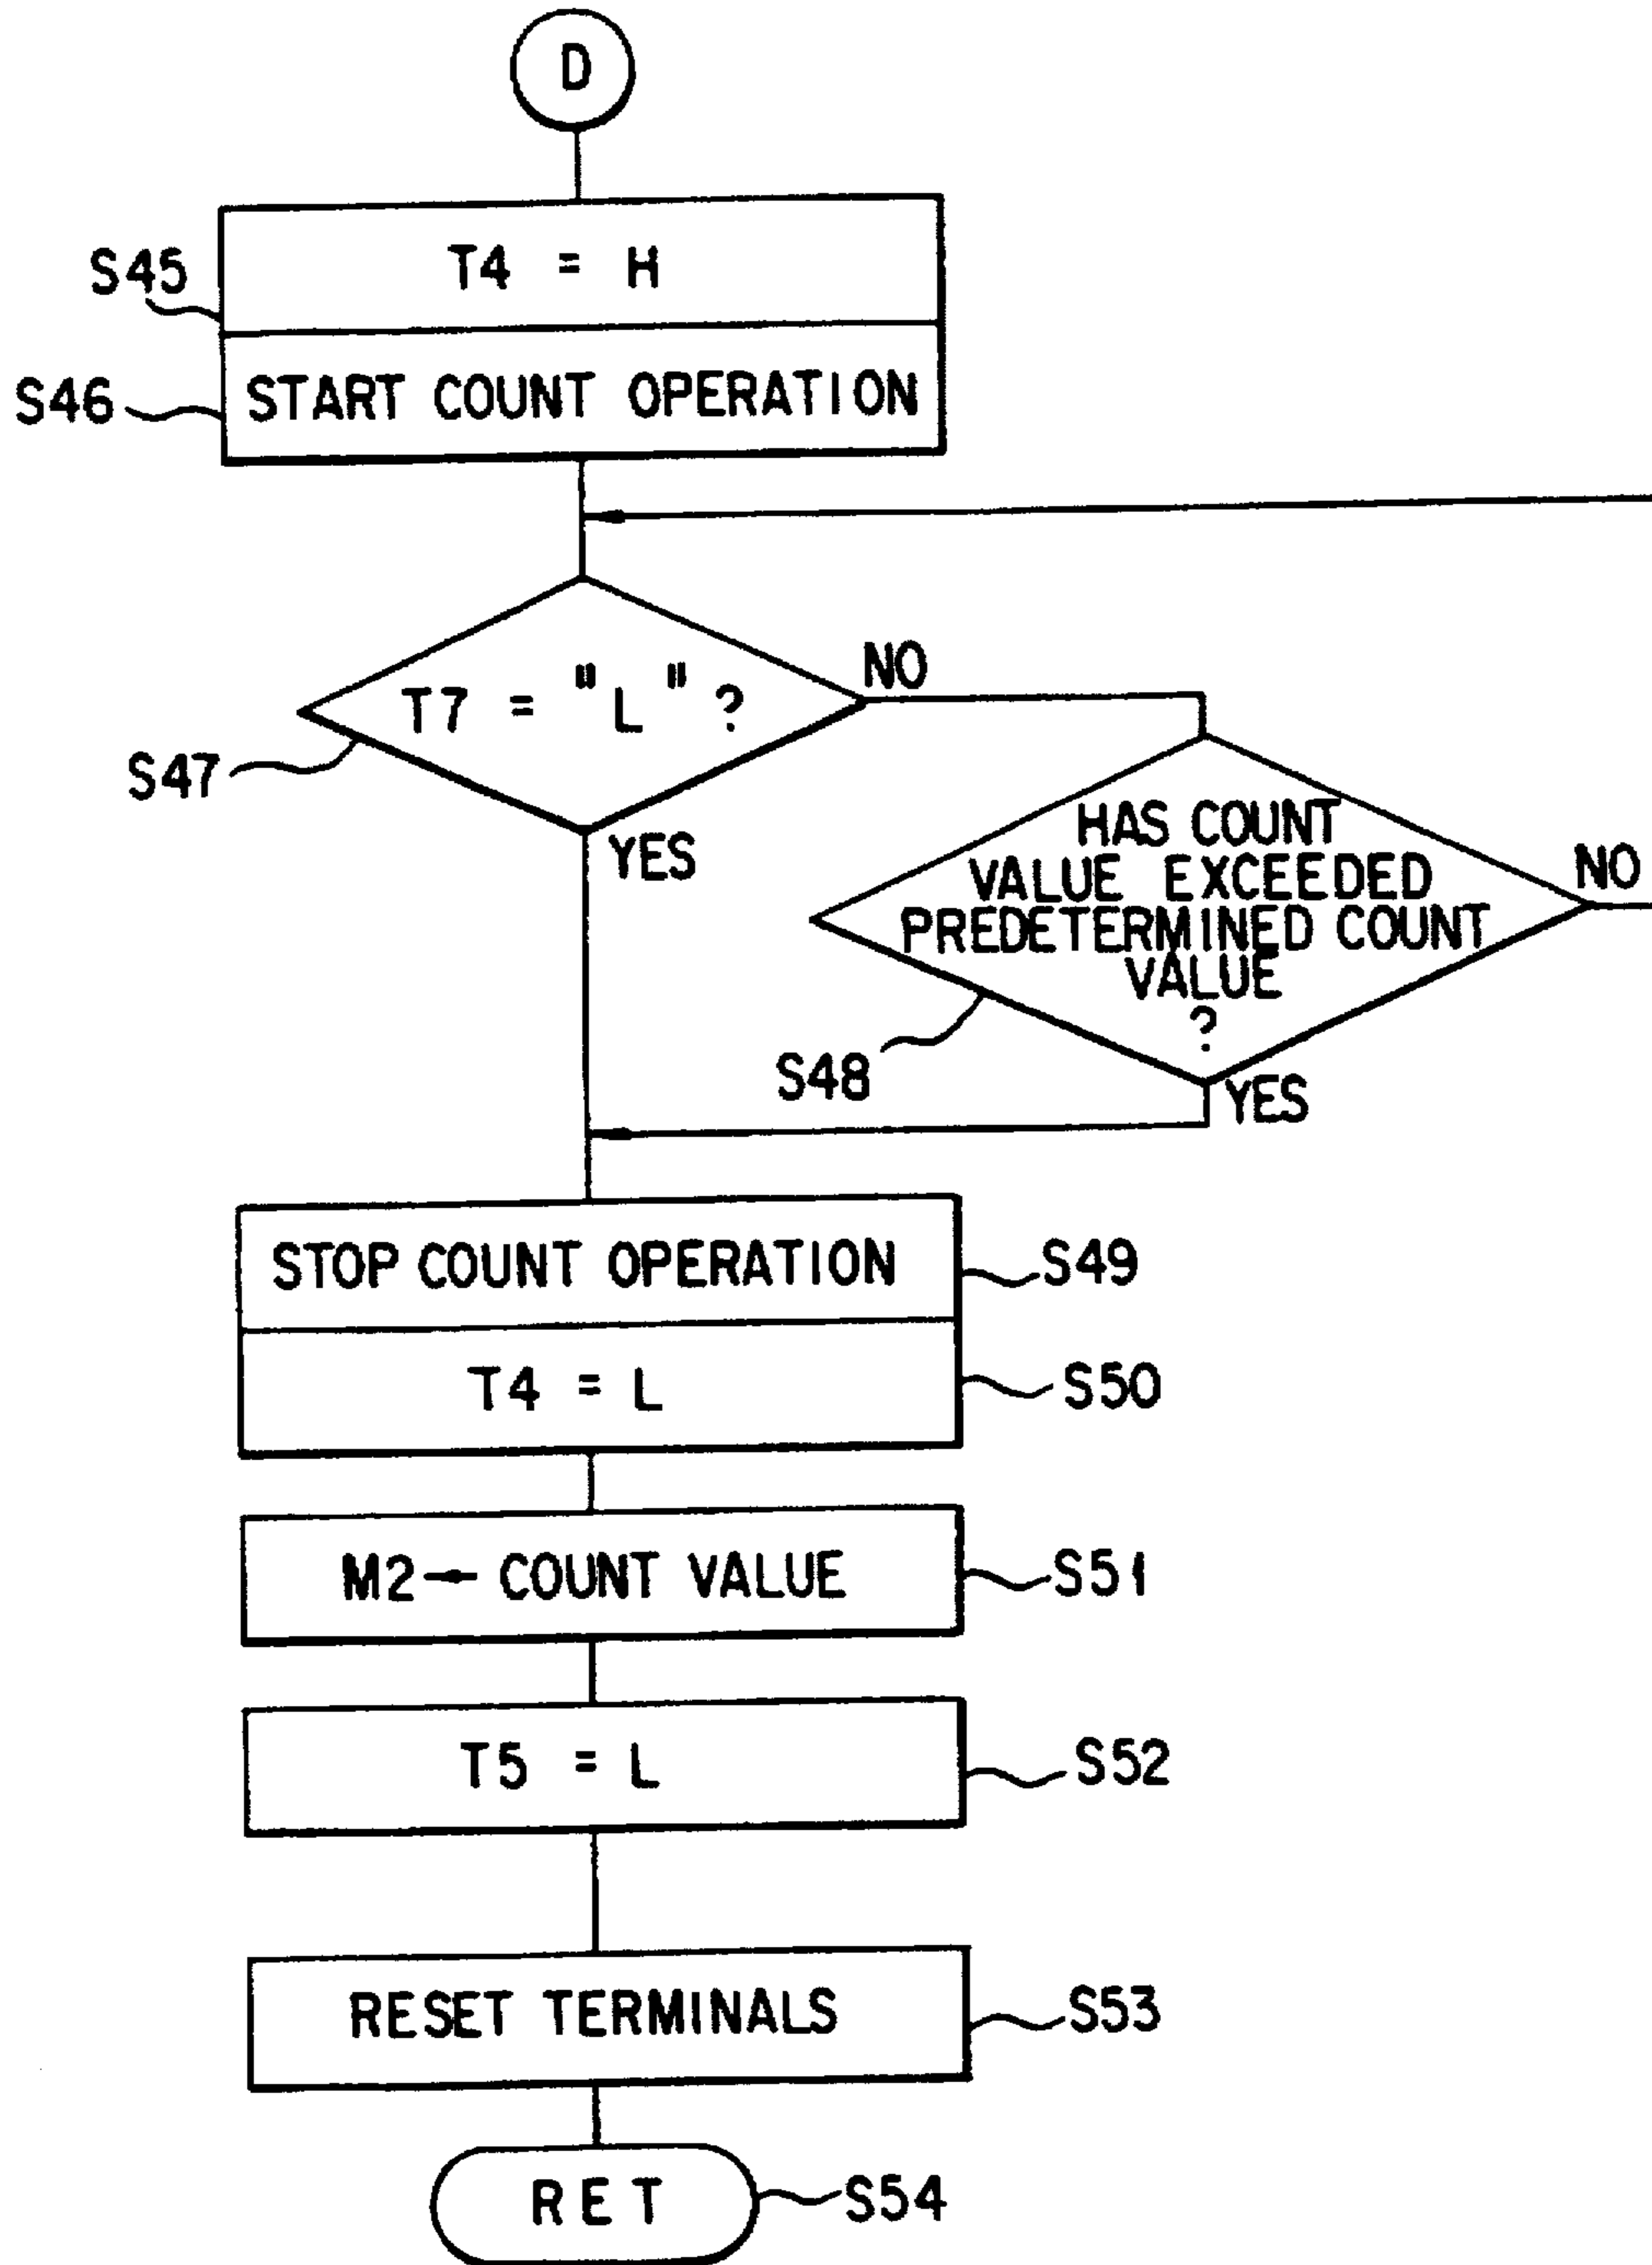 D
S45
T4 = H
S46
START COUNT OPERATION
T7 = "L" ?
NO
S47
YES
HAS COUNT
VALUE EXCEEDED
PREDETERMINED COUNT
VALUE
?
NO
S48
YES
STOP COUNT OPERATION
S49
T4 = L
S50
M2← COUNT VALUE
S51
T5 = L
S52
RESET TERMINALS
S53
RET
S54